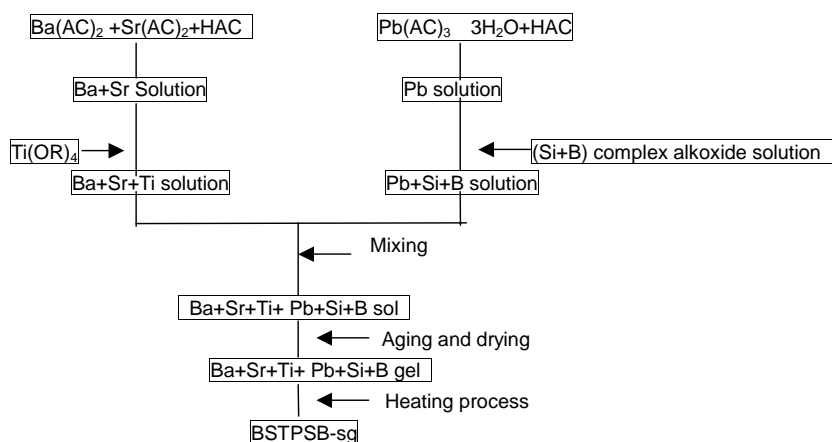 Ba(AC)₂ +Sr(AC)₂+HAC
Pb(AC)₃ 3H₂O+HAC
Ba+Sr Solution
Pb solution
Ti(OR)₄
(Si+B) complex alkoxide solution
Ba+Sr+Ti solution
Pb+Si+B solution
Mixing
Ba+Sr+Ti+ Pb+Si+B sol
Aging and drying
Ba+Sr+Ti+ Pb+Si+B gel
Heating process
BSTPSB-sg